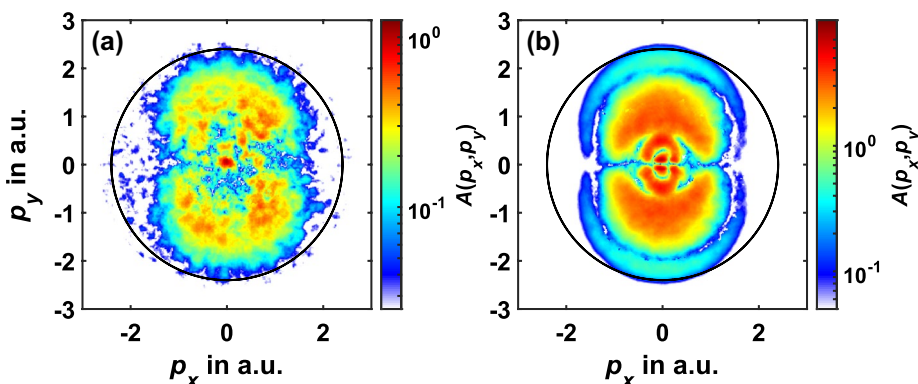 (a)
3
2
1
0
-1
-2
-3
-2 0 2
p_y in a.u.
p_x in a.u.
10^0
10^-1
A(p_x,p_y)
(b)
3
2
1
0
-1
-2
-3
-2 0 2
p_x in a.u.
10^0
10^-1
A(p_x,p_y)